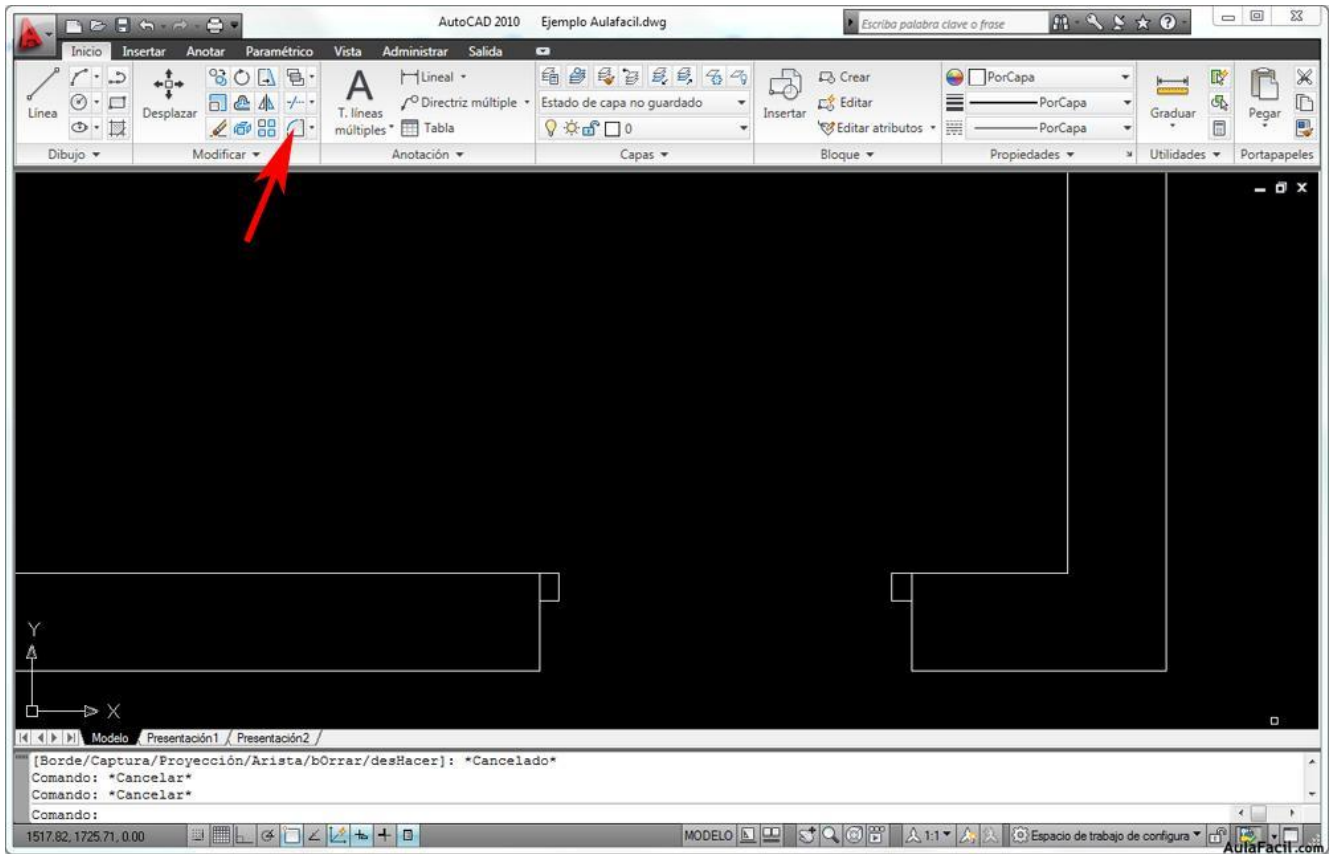 AutoCAD 2010 Ejemplo Aulafacil.dwg Escriba palabra clave o frase
Inicio Insertar Anotar Paramétrico Vista Administrar Salida
Lineal Crear PorCapa
Directriz múltiple Estado de capa no guardado Editar PorCapa
Línea Desplazar T. líneas múltiples Tabla 0 Insertar Editar atributos PorCapa Graduar Pegar
Dibujo Modificar Anotación Capas Bloque Propiedades Utilidades Portapapeles
Y
X
Modelo Presentación1 Presentación2
[Borde/Captura/Proyección/Arista/bOrrar/desHacer]: *Cancelado*
Comando: *Cancelar*
Comando: *Cancelar*
Comando:
1517.82, 1725.71, 0.00 MODELO 1:1 Espacio de trabajo de configura
AulaFacil.com